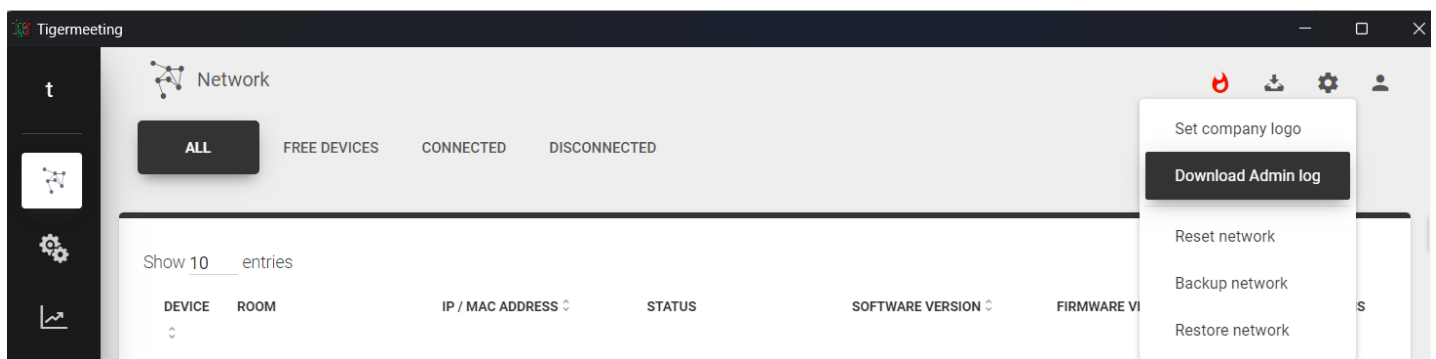 Tigermeeting
t
Network
ALL FREE DEVICES CONNECTED DISCONNECTED
Set company logo
Download Admin log
Reset network
Backup network
Restore network
Show 10 entries
DEVICE ROOM IP / MAC ADDRESS STATUS SOFTWARE VERSION